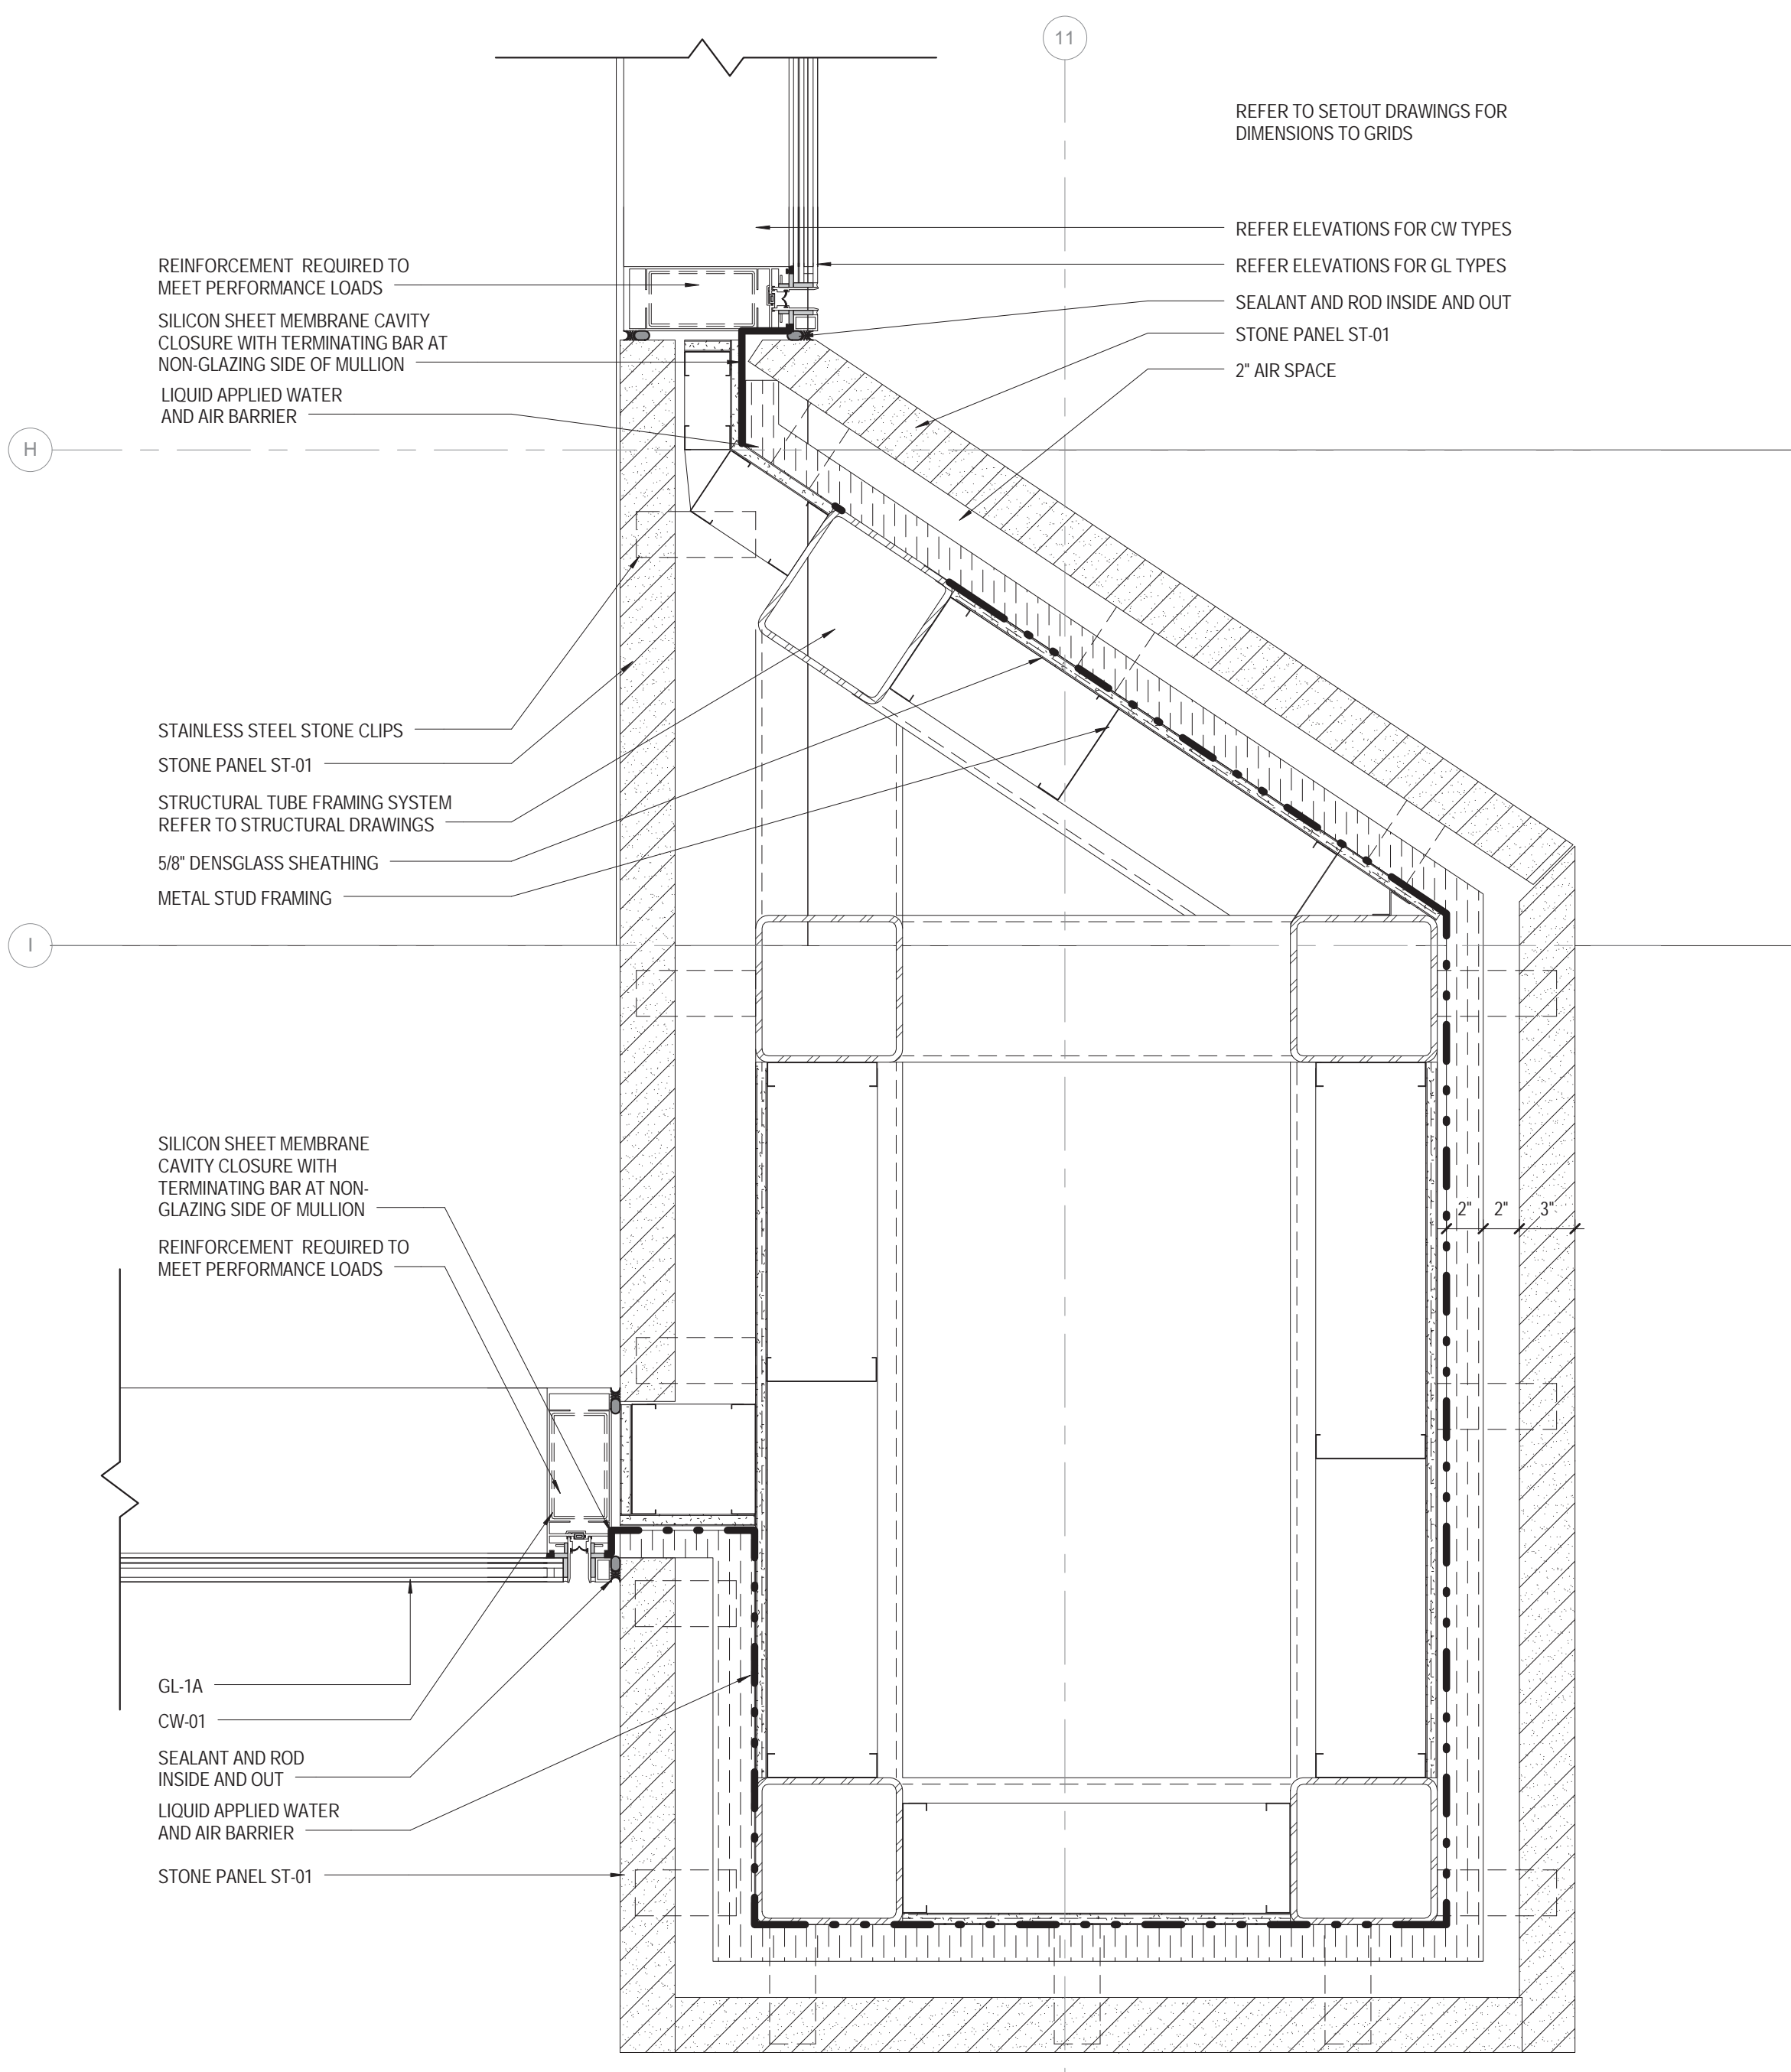 11
REFER TO SETOUT DRAWINGS FOR
DIMENSIONS TO GRIDS
REFER ELEVATIONS FOR CW TYPES
REFER ELEVATIONS FOR GL TYPES
SEALANT AND ROD INSIDE AND OUT
STONE PANEL ST-01
2" AIR SPACE
REINFORCEMENT REQUIRED TO
MEET PERFORMANCE LOADS
SILICON SHEET MEMBRANE CAVITY
CLOSURE WITH TERMINATING BAR AT
NON-GLAZING SIDE OF MULLION
LIQUID APPLIED WATER
AND AIR BARRIER
H
STAINLESS STEEL STONE CLIPS
STONE PANEL ST-01
STRUCTURAL TUBE FRAMING SYSTEM
REFER TO STRUCTURAL DRAWINGS
5/8" DENSGLASS SHEATHING
METAL STUD FRAMING
I
SILICON SHEET MEMBRANE
CAVITY CLOSURE WITH
TERMINATING BAR AT NON-
GLAZING SIDE OF MULLION
REINFORCEMENT REQUIRED TO
MEET PERFORMANCE LOADS
2" 2" 3"
GL-1A
CW-01
SEALANT AND ROD
INSIDE AND OUT
LIQUID APPLIED WATER
AND AIR BARRIER
STONE PANEL ST-01